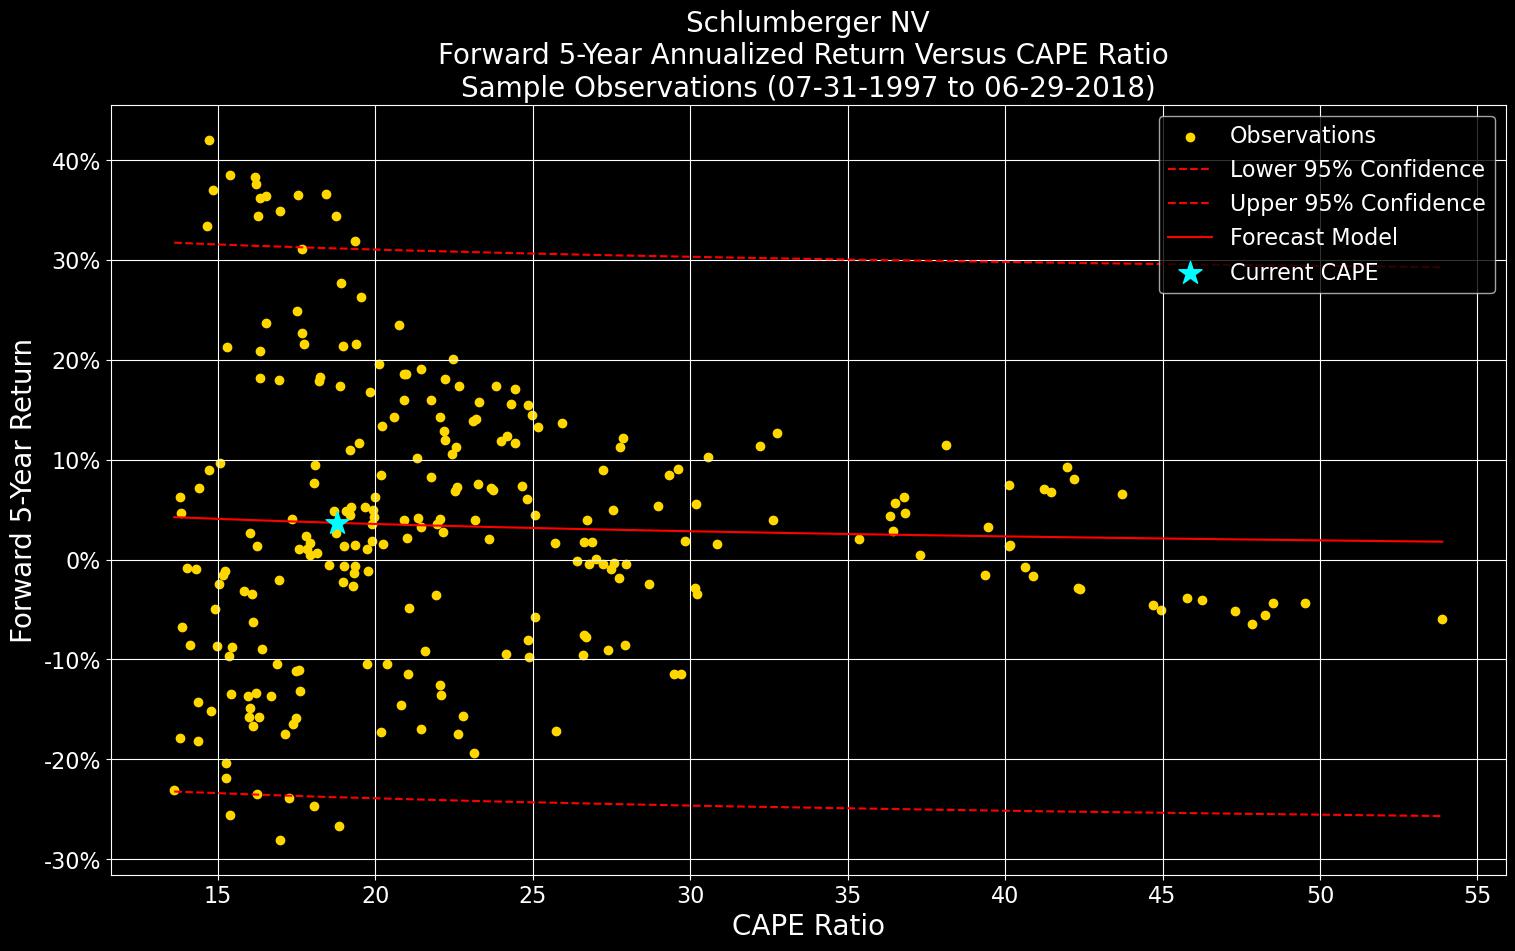 Schlumberger NV
Forward 5-Year Annualized Return Versus CAPE Ratio
Sample Observations (07-31-1997 to 06-29-2018)
Observations
Lower 95% Confidence
Upper 95% Confidence
Forecast Model
Current CAPE
Forward 5-Year Return
40%
30%
20%
10%
0%
-10%
-20%
-30%
15 20 25 30 35 40 45 50 55
CAPE Ratio